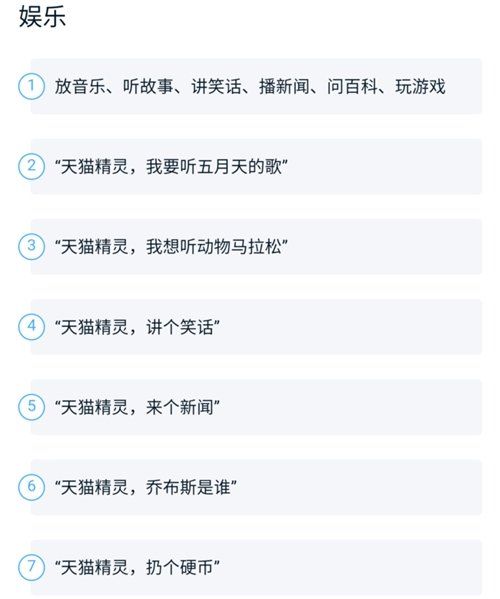 娱乐
1 放音乐、听故事、讲笑话、播新闻、问百科、玩游戏
2 “天猫精灵，我要听五月天的歌”
3 “天猫精灵，我想听动物马拉松”
4 “天猫精灵，讲个笑话”
5 “天猫精灵，来个新闻”
6 “天猫精灵，乔布斯是谁”
7 “天猫精灵，扔个硬币”